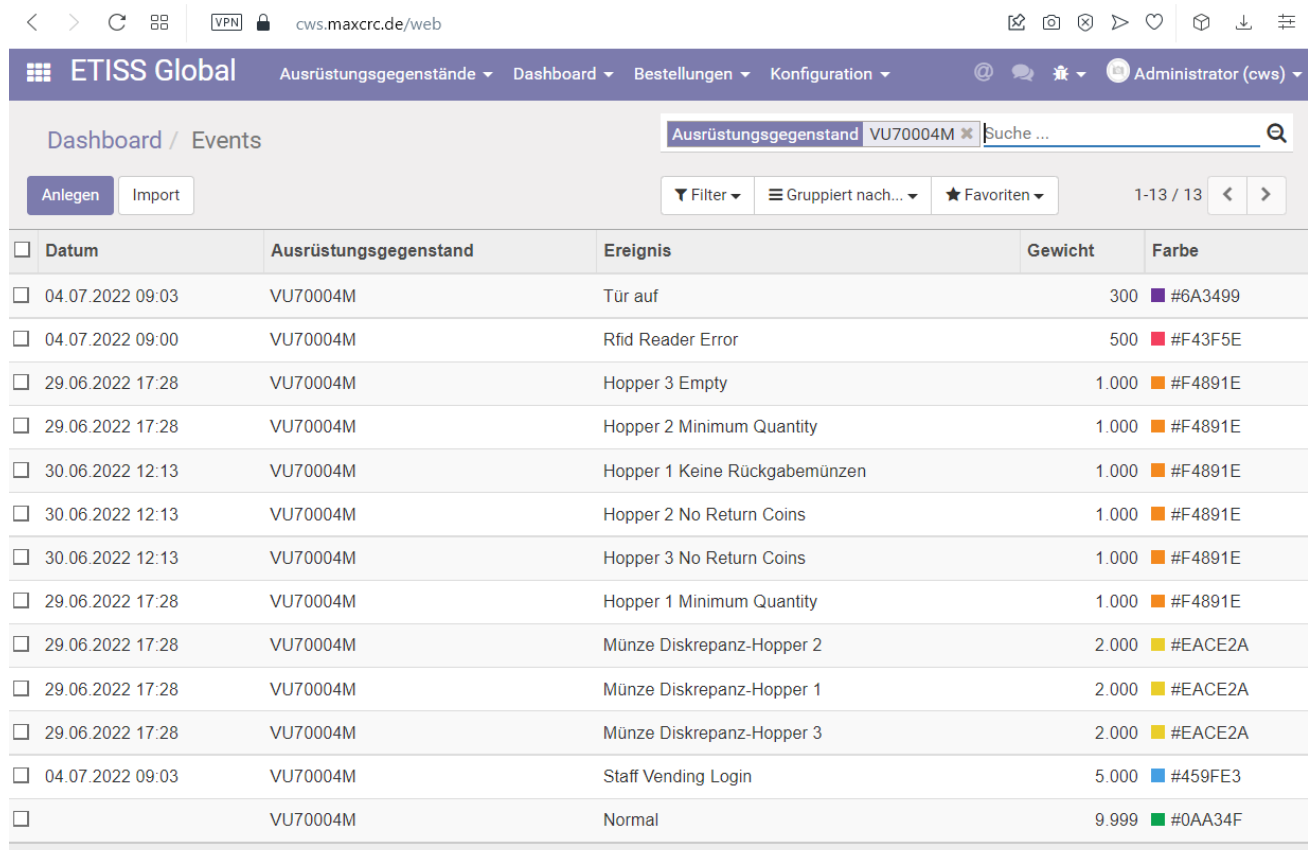 VPN cws.maxcrc.de/web
ETISS Global Ausrüstungsgegenstände Dashboard Bestellungen Konfiguration @ Administrator (cws)
Dashboard / Events Ausrüstungsgegenstand VU70004M Suche ...
Anlegen Import Filter Gruppiert nach... Favoriten 1-13 / 13
Datum Ausrüstungsgegenstand Ereignis Gewicht Farbe
04.07.2022 09:03 VU70004M Tür auf 300 #6A3499
04.07.2022 09:00 VU70004M Rfid Reader Error 500 #F43F5E
29.06.2022 17:28 VU70004M Hopper 3 Empty 1.000 #F4891E
29.06.2022 17:28 VU70004M Hopper 2 Minimum Quantity 1.000 #F4891E
30.06.2022 12:13 VU70004M Hopper 1 Keine Rückgabemünzen 1.000 #F4891E
30.06.2022 12:13 VU70004M Hopper 2 No Return Coins 1.000 #F4891E
30.06.2022 12:13 VU70004M Hopper 3 No Return Coins 1.000 #F4891E
29.06.2022 17:28 VU70004M Hopper 1 Minimum Quantity 1.000 #F4891E
29.06.2022 17:28 VU70004M Münze Diskrepanz-Hopper 2 2.000 #EACE2A
29.06.2022 17:28 VU70004M Münze Diskrepanz-Hopper 1 2.000 #EACE2A
29.06.2022 17:28 VU70004M Münze Diskrepanz-Hopper 3 2.000 #EACE2A
04.07.2022 09:03 VU70004M Staff Vending Login 5.000 #459FE3
VU70004M Normal 9.999 #0AA34F